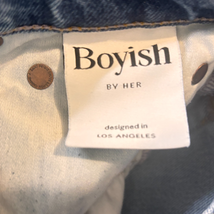 Boyish
BY HER
designed in
LOS ANGELES